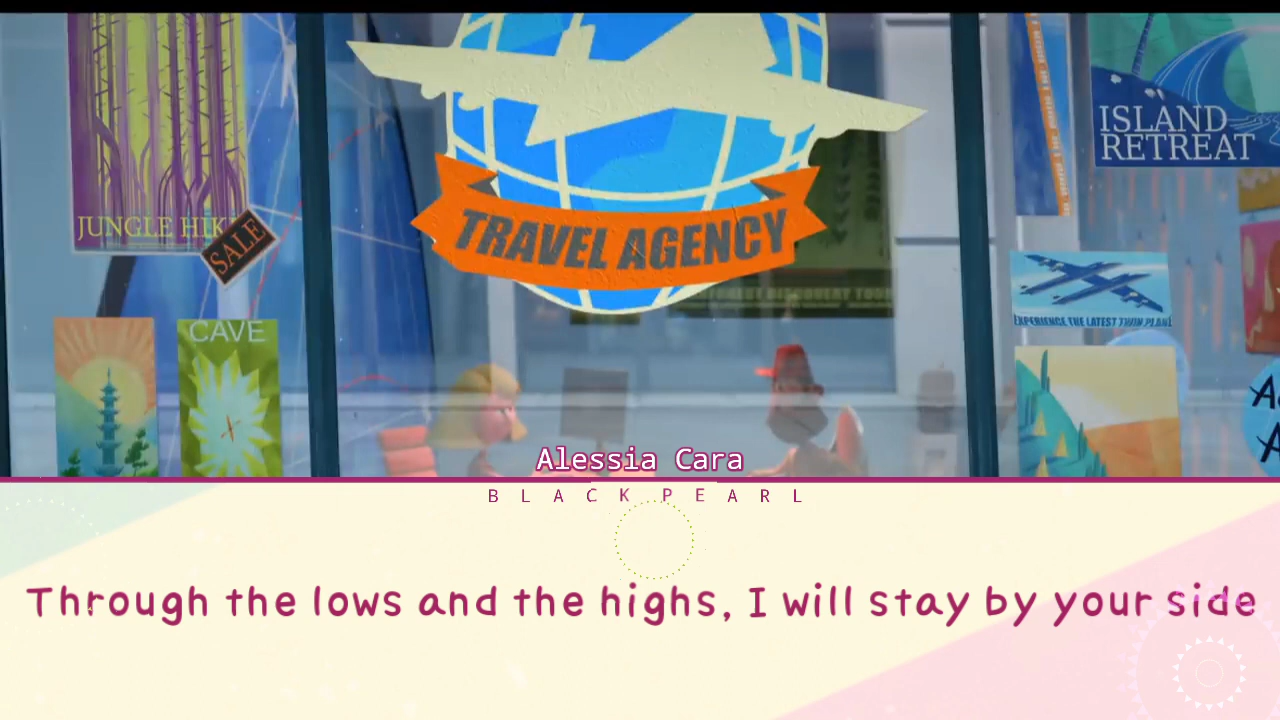 ISLAND
RETREAT
JUNGLE HIK
SALE
TRAVEL AGENCY
CAVE
EXPERIENCE THE LATEST TWIN PLANE
Alessia Cara
BLACK PEARL
Through the lows and the highs, I will stay by your side